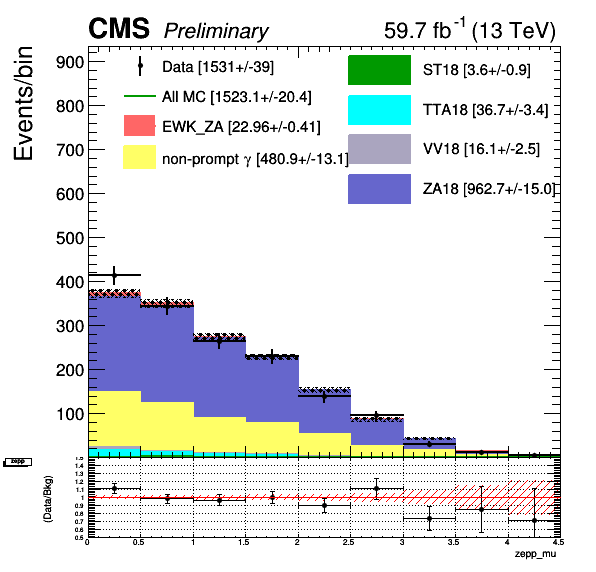 CMS Preliminary 59.7 fb⁻¹ (13 TeV)
Events/bin
Data [1531+/-39]
All MC [1523.1+/-20.4]
EWK_ZA [22.96+/-0.41]
non-prompt γ [480.9+/-13.1]
ST18 [3.6+/-0.9]
TTA18 [36.7+/-3.4]
VV18 [16.1+/-2.5]
ZA18 [962.7+/-15.0]
900
800
700
600
500
400
300
200
100
zepp
(Data/Bkg)
1.5
1.4
1.3
1.2
1.1
1
0.9
0.8
0.7
0.6
0.5
0 0.5 1 1.5 2 2.5 3 3.5 4 4.5
zepp_mu